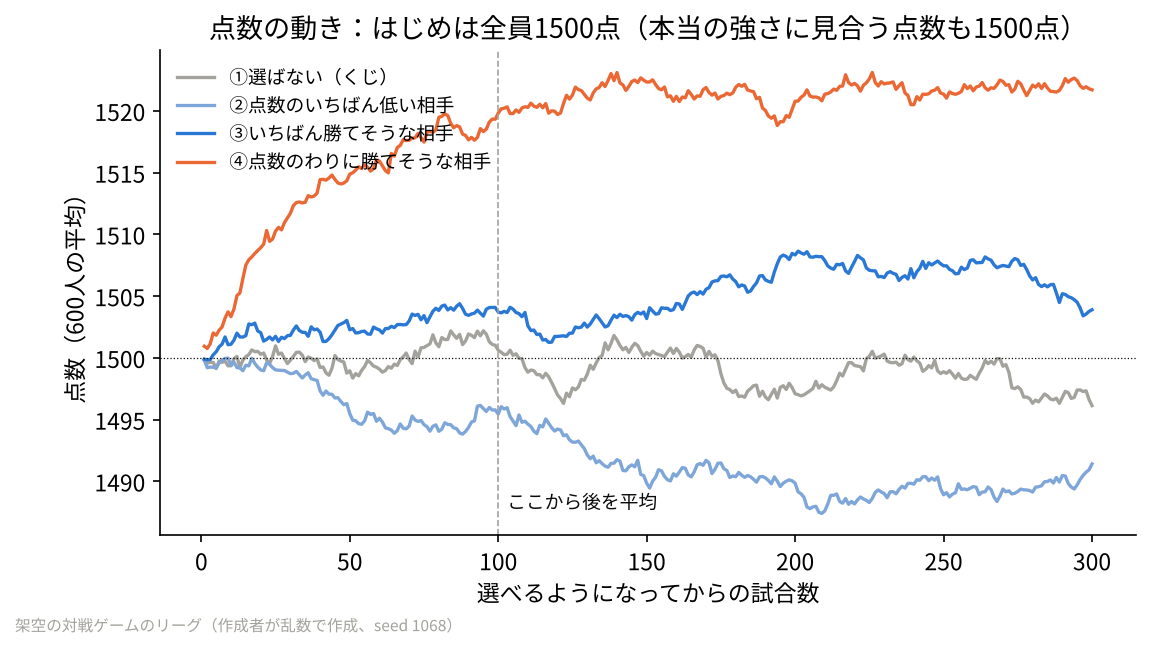 点数の動き：はじめは全員1500点（本当の強さに見合う点数も1500点）
①選ばない（くじ）
②点数のいちばん低い相手
③いちばん勝てそうな相手
④点数のわりに勝てそうな相手
点数（600人の平均）
1520
1515
1510
1505
1500
1495
1490
ここから後を平均
0
50
100
150
200
250
300
選べるようになってからの試合数
架空の対戦ゲームのリーグ（作成者が乱数で作成、seed 1068）